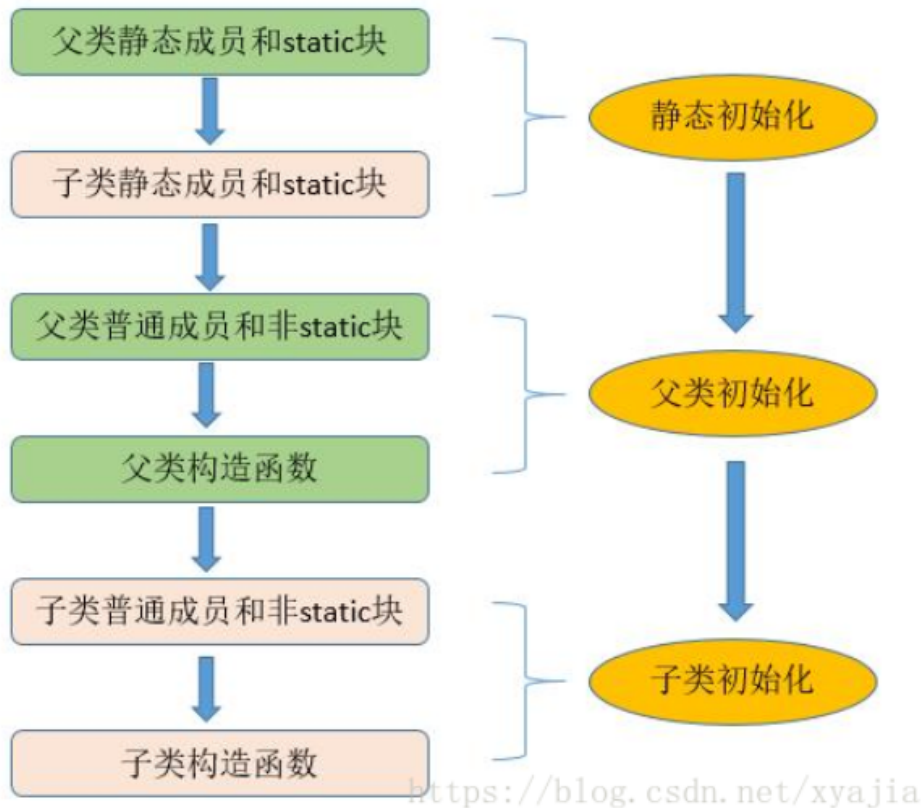 父类静态成员和static块
静态初始化
子类静态成员和static块
父类普通成员和非static块
父类初始化
父类构造函数
子类普通成员和非static块
子类初始化
子类构造函数
https://blog.csdn.net/xyajia